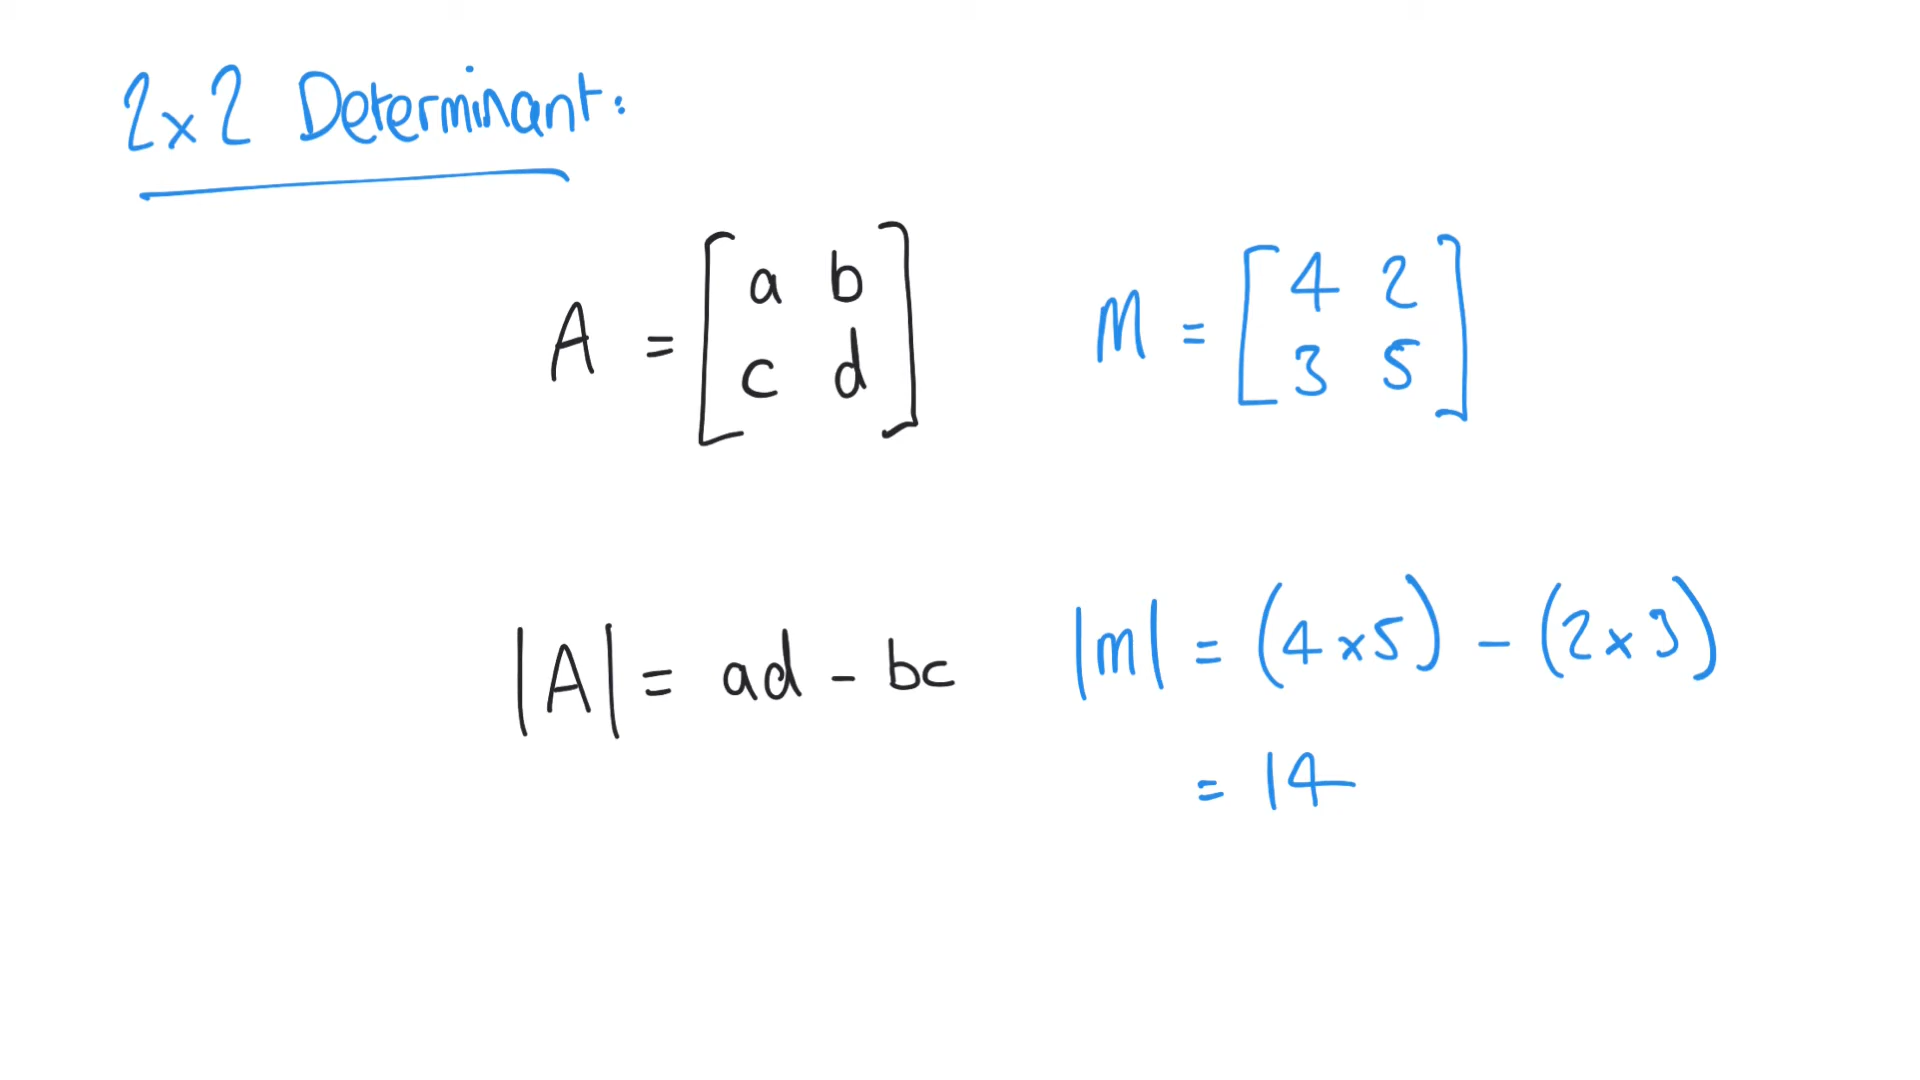 2x2 Determinant:
A = [a b
c d]
M = [4 2
3 5]
|A| = ad - bc
|m| = (4x5) - (2x3)
= 14